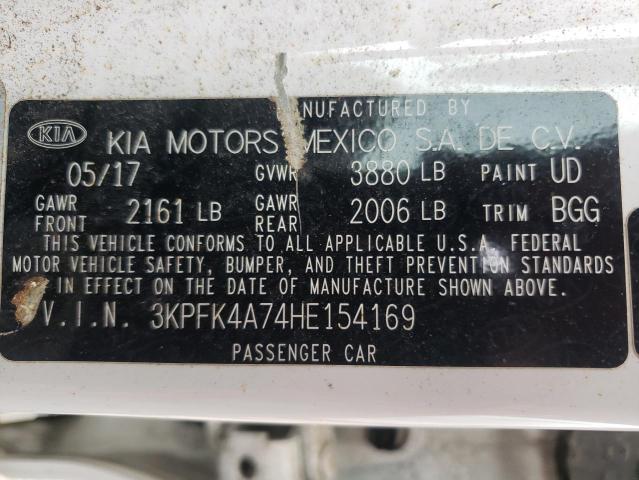 NUFACTURED BY
KIA KIA MOTORS MEXICO S.A. DE C.V.
05/17 GVWR 3880 LB PAINT UD
GAWR FRONT 2161 LB GAWR REAR 2006 LB TRIM BGG
THIS VEHICLE CONFORMS TO ALL APPLICABLE U.S.A. FEDERAL
MOTOR VEHICLE SAFETY, BUMPER, AND THEFT PREVENTION STANDARDS
IN EFFECT ON THE DATE OF MANUFACTURE SHOWN ABOVE.
V.I.N. 3KPFK4A74HE154169
PASSENGER CAR